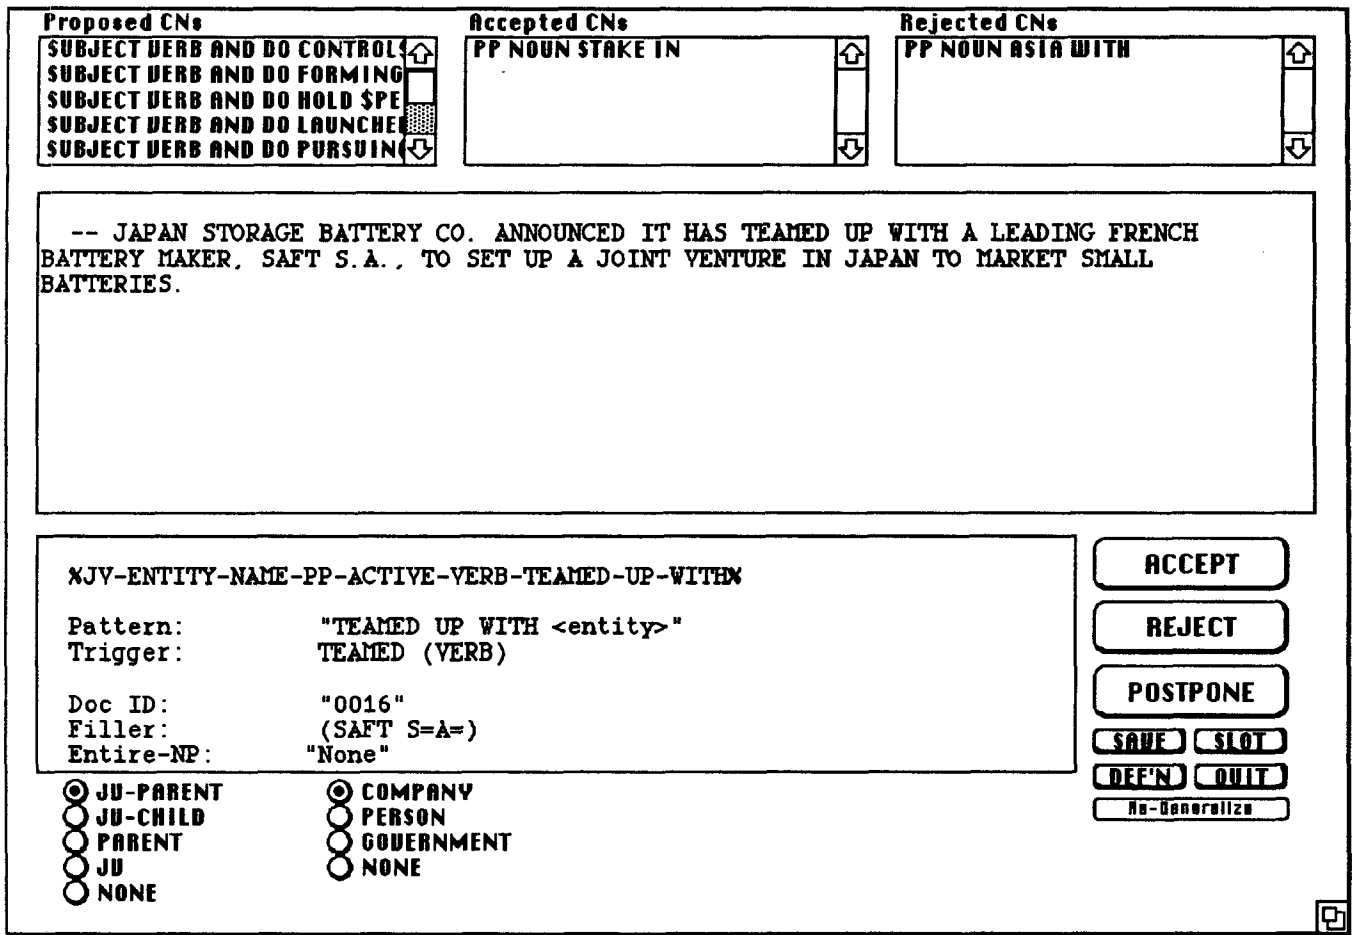 Proposed CNs
Accepted CNs
Rejected CNs
SUBJECT VERB AND DO CONTROLS
SUBJECT VERB AND DO FORMING
SUBJECT VERB AND DO HOLD $PE
SUBJECT VERB AND DO LAUNCHE
SUBJECT VERB AND DO PURSUIN
PP NOUN STAKE IN
PP NOUN ASIA WITH
-- JAPAN STORAGE BATTERY CO. ANNOUNCED IT HAS TEAMED UP WITH A LEADING FRENCH
BATTERY MAKER, SAFT S.A., TO SET UP A JOINT VENTURE IN JAPAN TO MARKET SMALL
BATTERIES.
%JV-ENTITY-NAME-PP-ACTIVE-VERB-TEAMED-UP-WITH%
Pattern: "TEAMED UP WITH <entity>"
Trigger: TEAMED (VERB)
Doc ID: "0016"
Filler: (SAFT S=A=)
Entire-NP: "None"
ACCEPT
REJECT
POSTPONE
SAVE SLOT
DEF'N QUIT
Re-Generalize
JV-PARENT
JV-CHILD
PARENT
JV
NONE
COMPANY
PERSON
GOVERNMENT
NONE